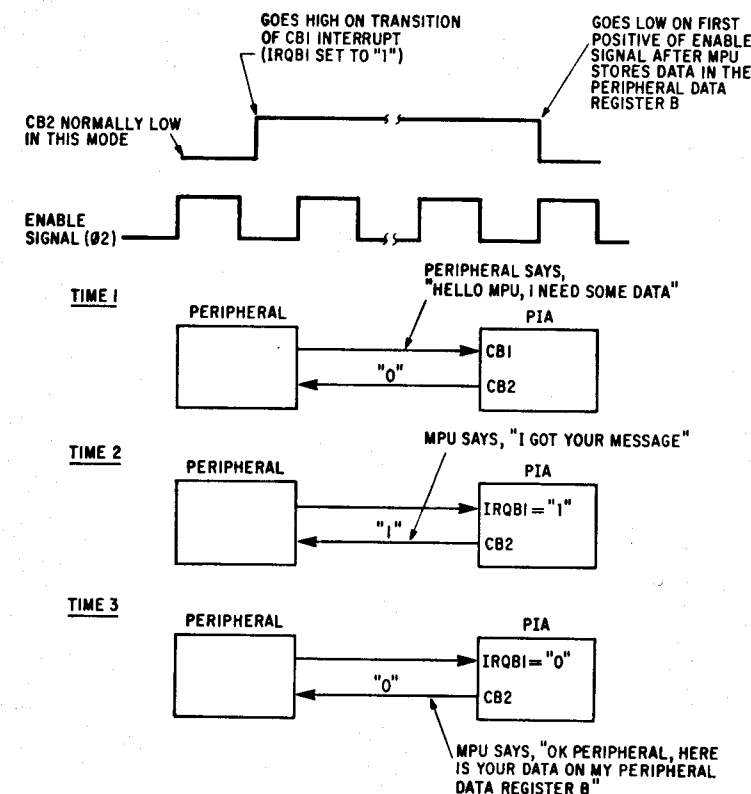 GOES HIGH ON TRANSITION
OF CB1 INTERRUPT
(IRQB1 SET TO "1")
GOES LOW ON FIRST
POSITIVE OF ENABLE
SIGNAL AFTER MPU
STORES DATA IN THE
PERIPHERAL DATA
REGISTER B
CB2 NORMALLY LOW
IN THIS MODE
ENABLE
SIGNAL (Ø2)
TIME 1
PERIPHERAL SAYS,
"HELLO MPU, I NEED SOME DATA"
PERIPHERAL
PIA
CB1
"0"
CB2
TIME 2
MPU SAYS, "I GOT YOUR MESSAGE"
PERIPHERAL
PIA
IRQB1="1"
"1"
CB2
TIME 3
PERIPHERAL
PIA
IRQB1="0"
"0"
CB2
MPU SAYS, "OK PERIPHERAL, HERE
IS YOUR DATA ON MY PERIPHERAL
DATA REGISTER B"